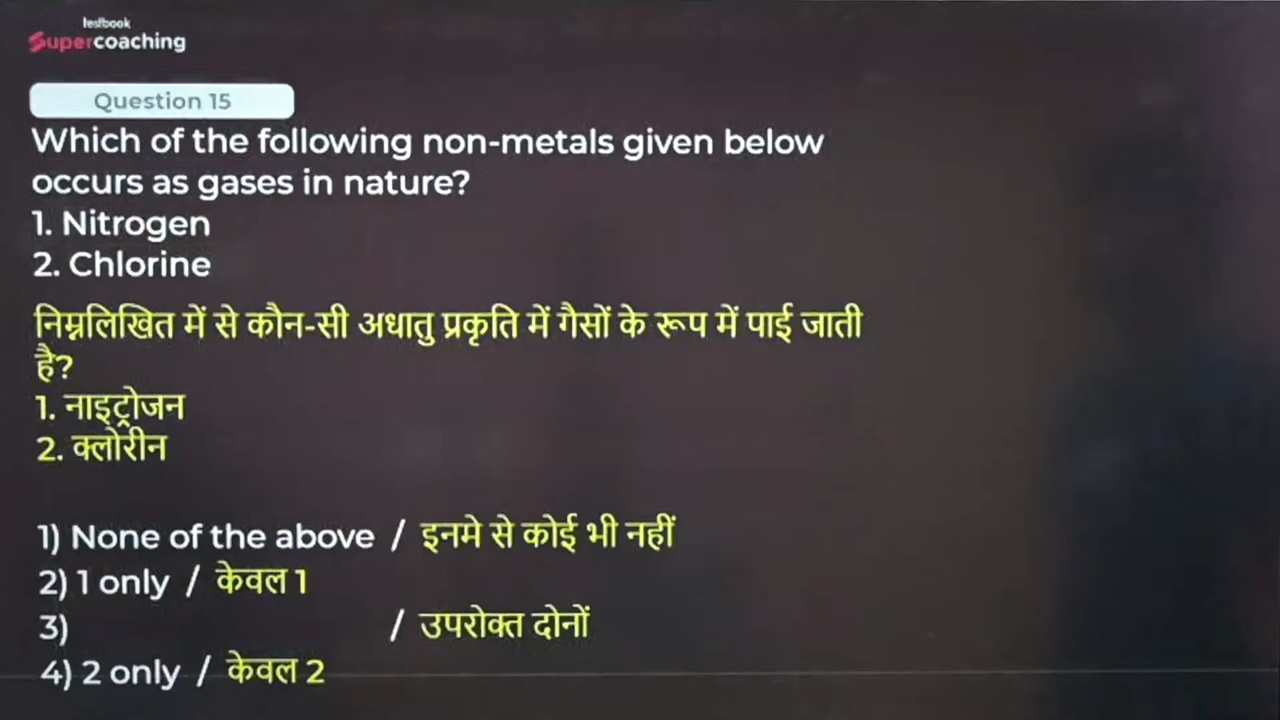 testbook
Supercoaching
Question 15
Which of the following non-metals given below
occurs as gases in nature?
1. Nitrogen
2. Chlorine
निम्नलिखित में से कौन-सी अधातु प्रकृति में गैसों के रूप में पाई जाती
है?
1. नाइट्रोजन
2. क्लोरीन
1) None of the above / इनमे से कोई भी नहीं
2) 1 only / केवल 1
3) / उपरोक्त दोनों
4) 2 only / केवल 2